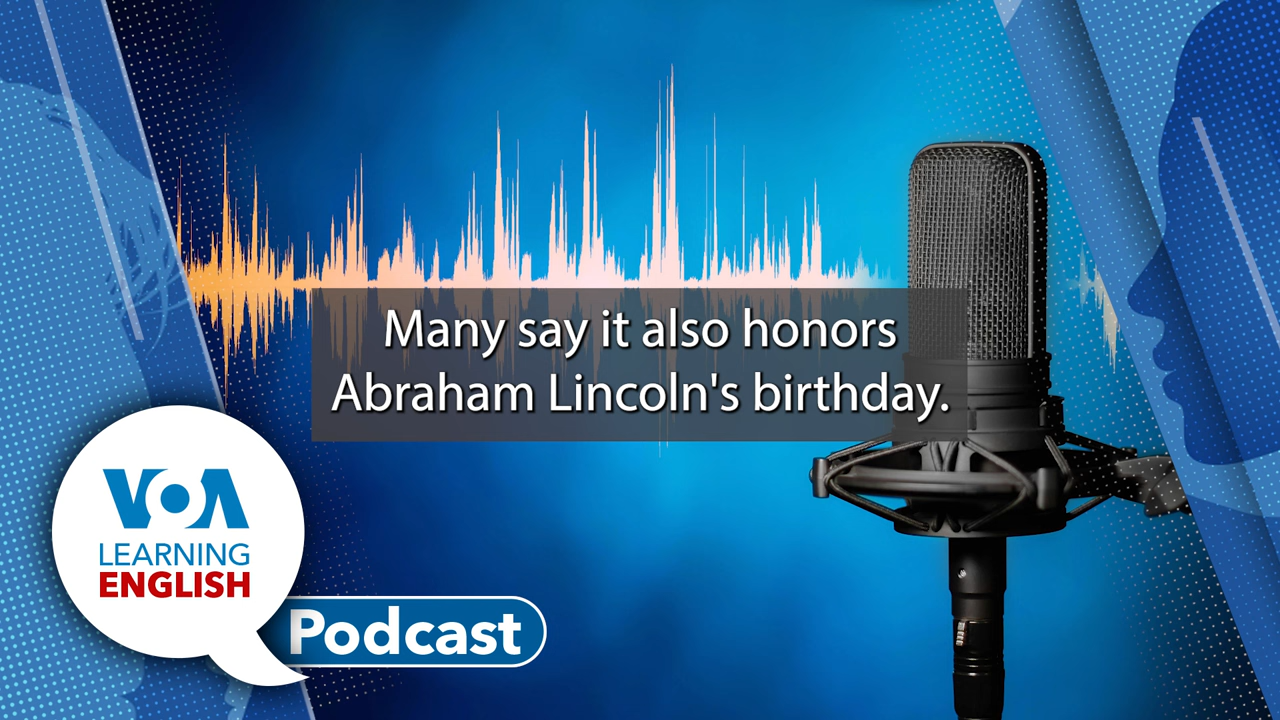 Many say it also honors
Abraham Lincoln's birthday.
VOA
LEARNING
ENGLISH
Podcast